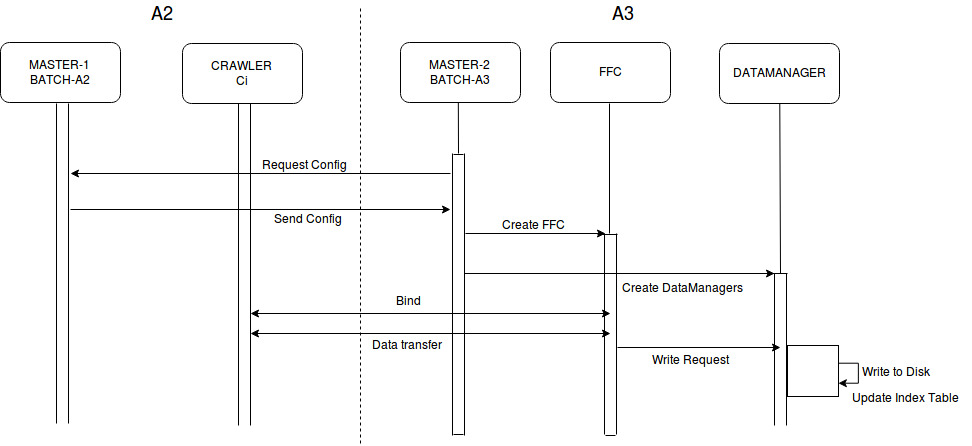 A2
A3
MASTER-1
BATCH-A2
CRAWLER
Ci
MASTER-2
BATCH-A3
FFC
DATAMANAGER
Request Config
Send Config
Create FFC
Create DataManagers
Bind
Data transfer
Write Request
Write to Disk
Update Index Table